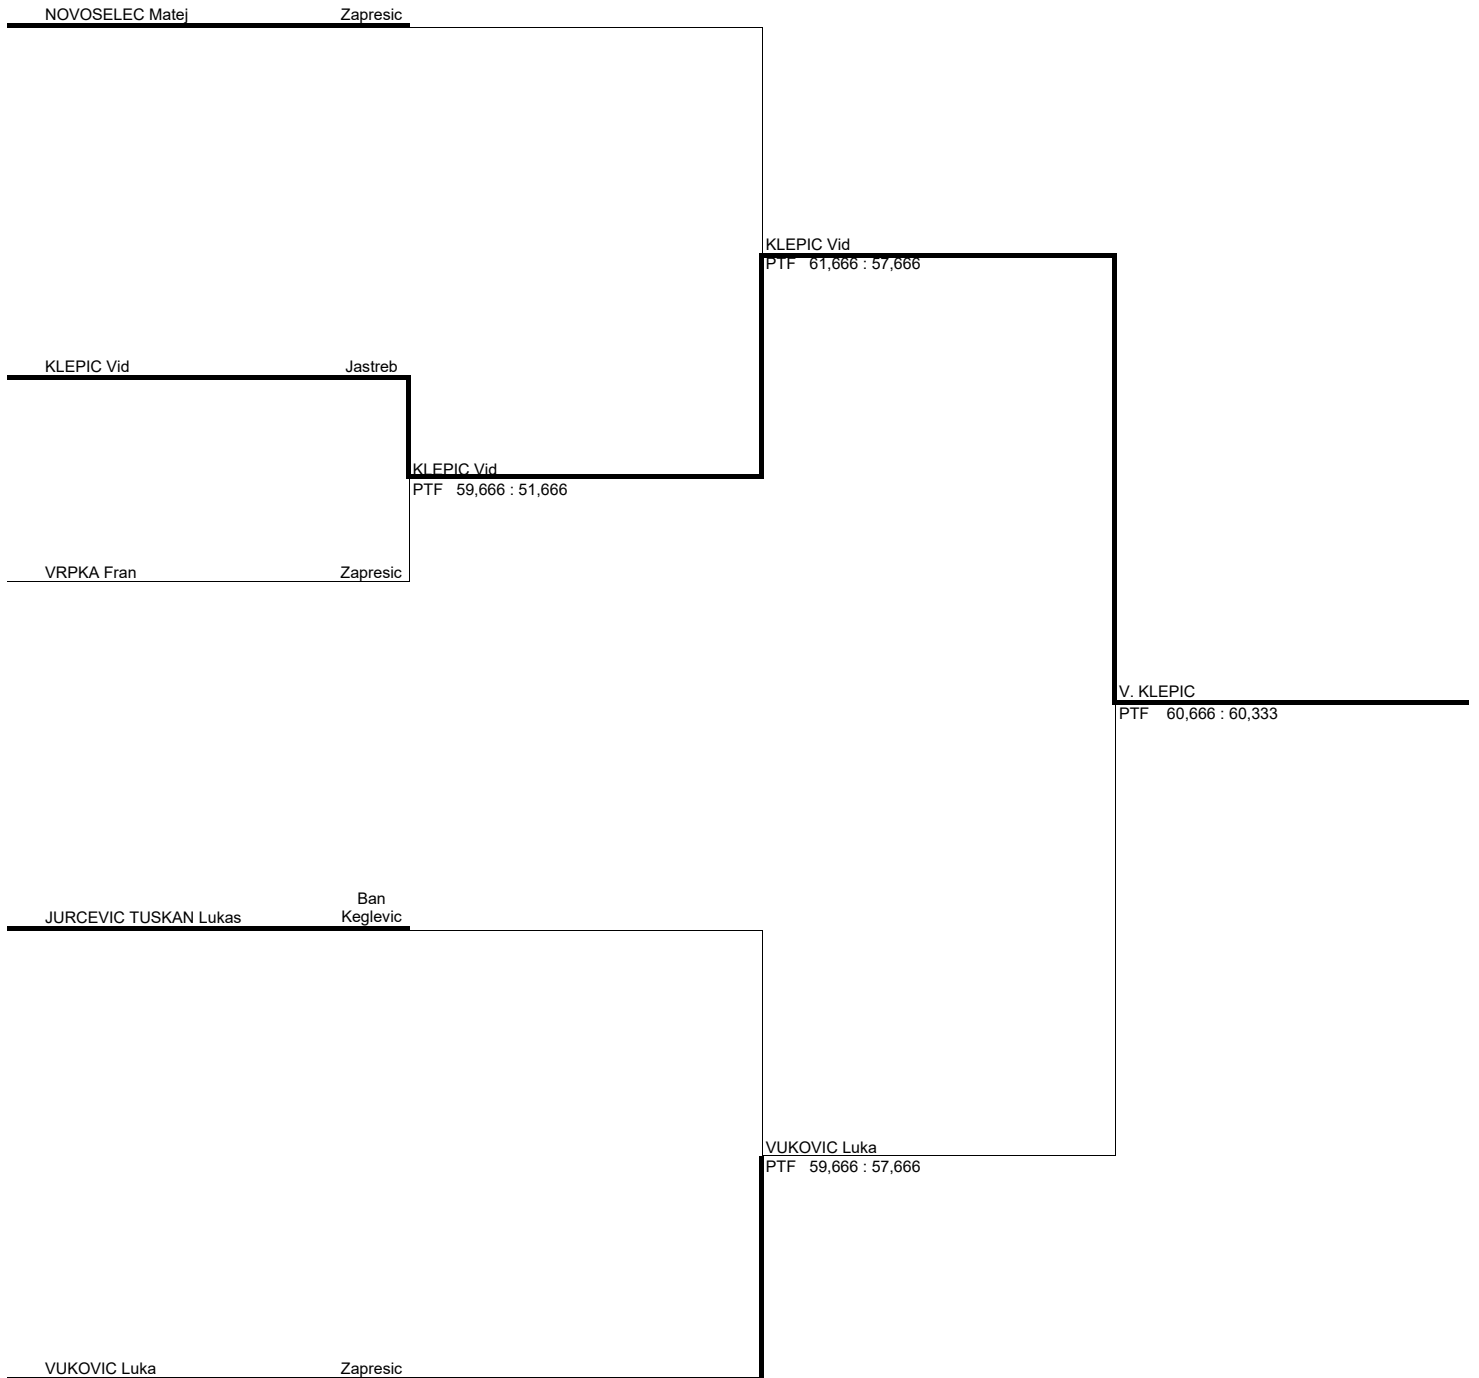 NOVOSELEC Matej Zapresic
KLEPIC Vid
PTF 61,666 : 57,666
KLEPIC Vid Jastreb
KLEPIC Vid
PTF 59,666 : 51,666
VRPKA Fran Zapresic
V. KLEPIC
PTF 60,666 : 60,333
Ban
JURCEVIC TUSKAN Lukas Keglevic
VUKOVIC Luka
PTF 59,666 : 57,666
VUKOVIC Luka Zapresic